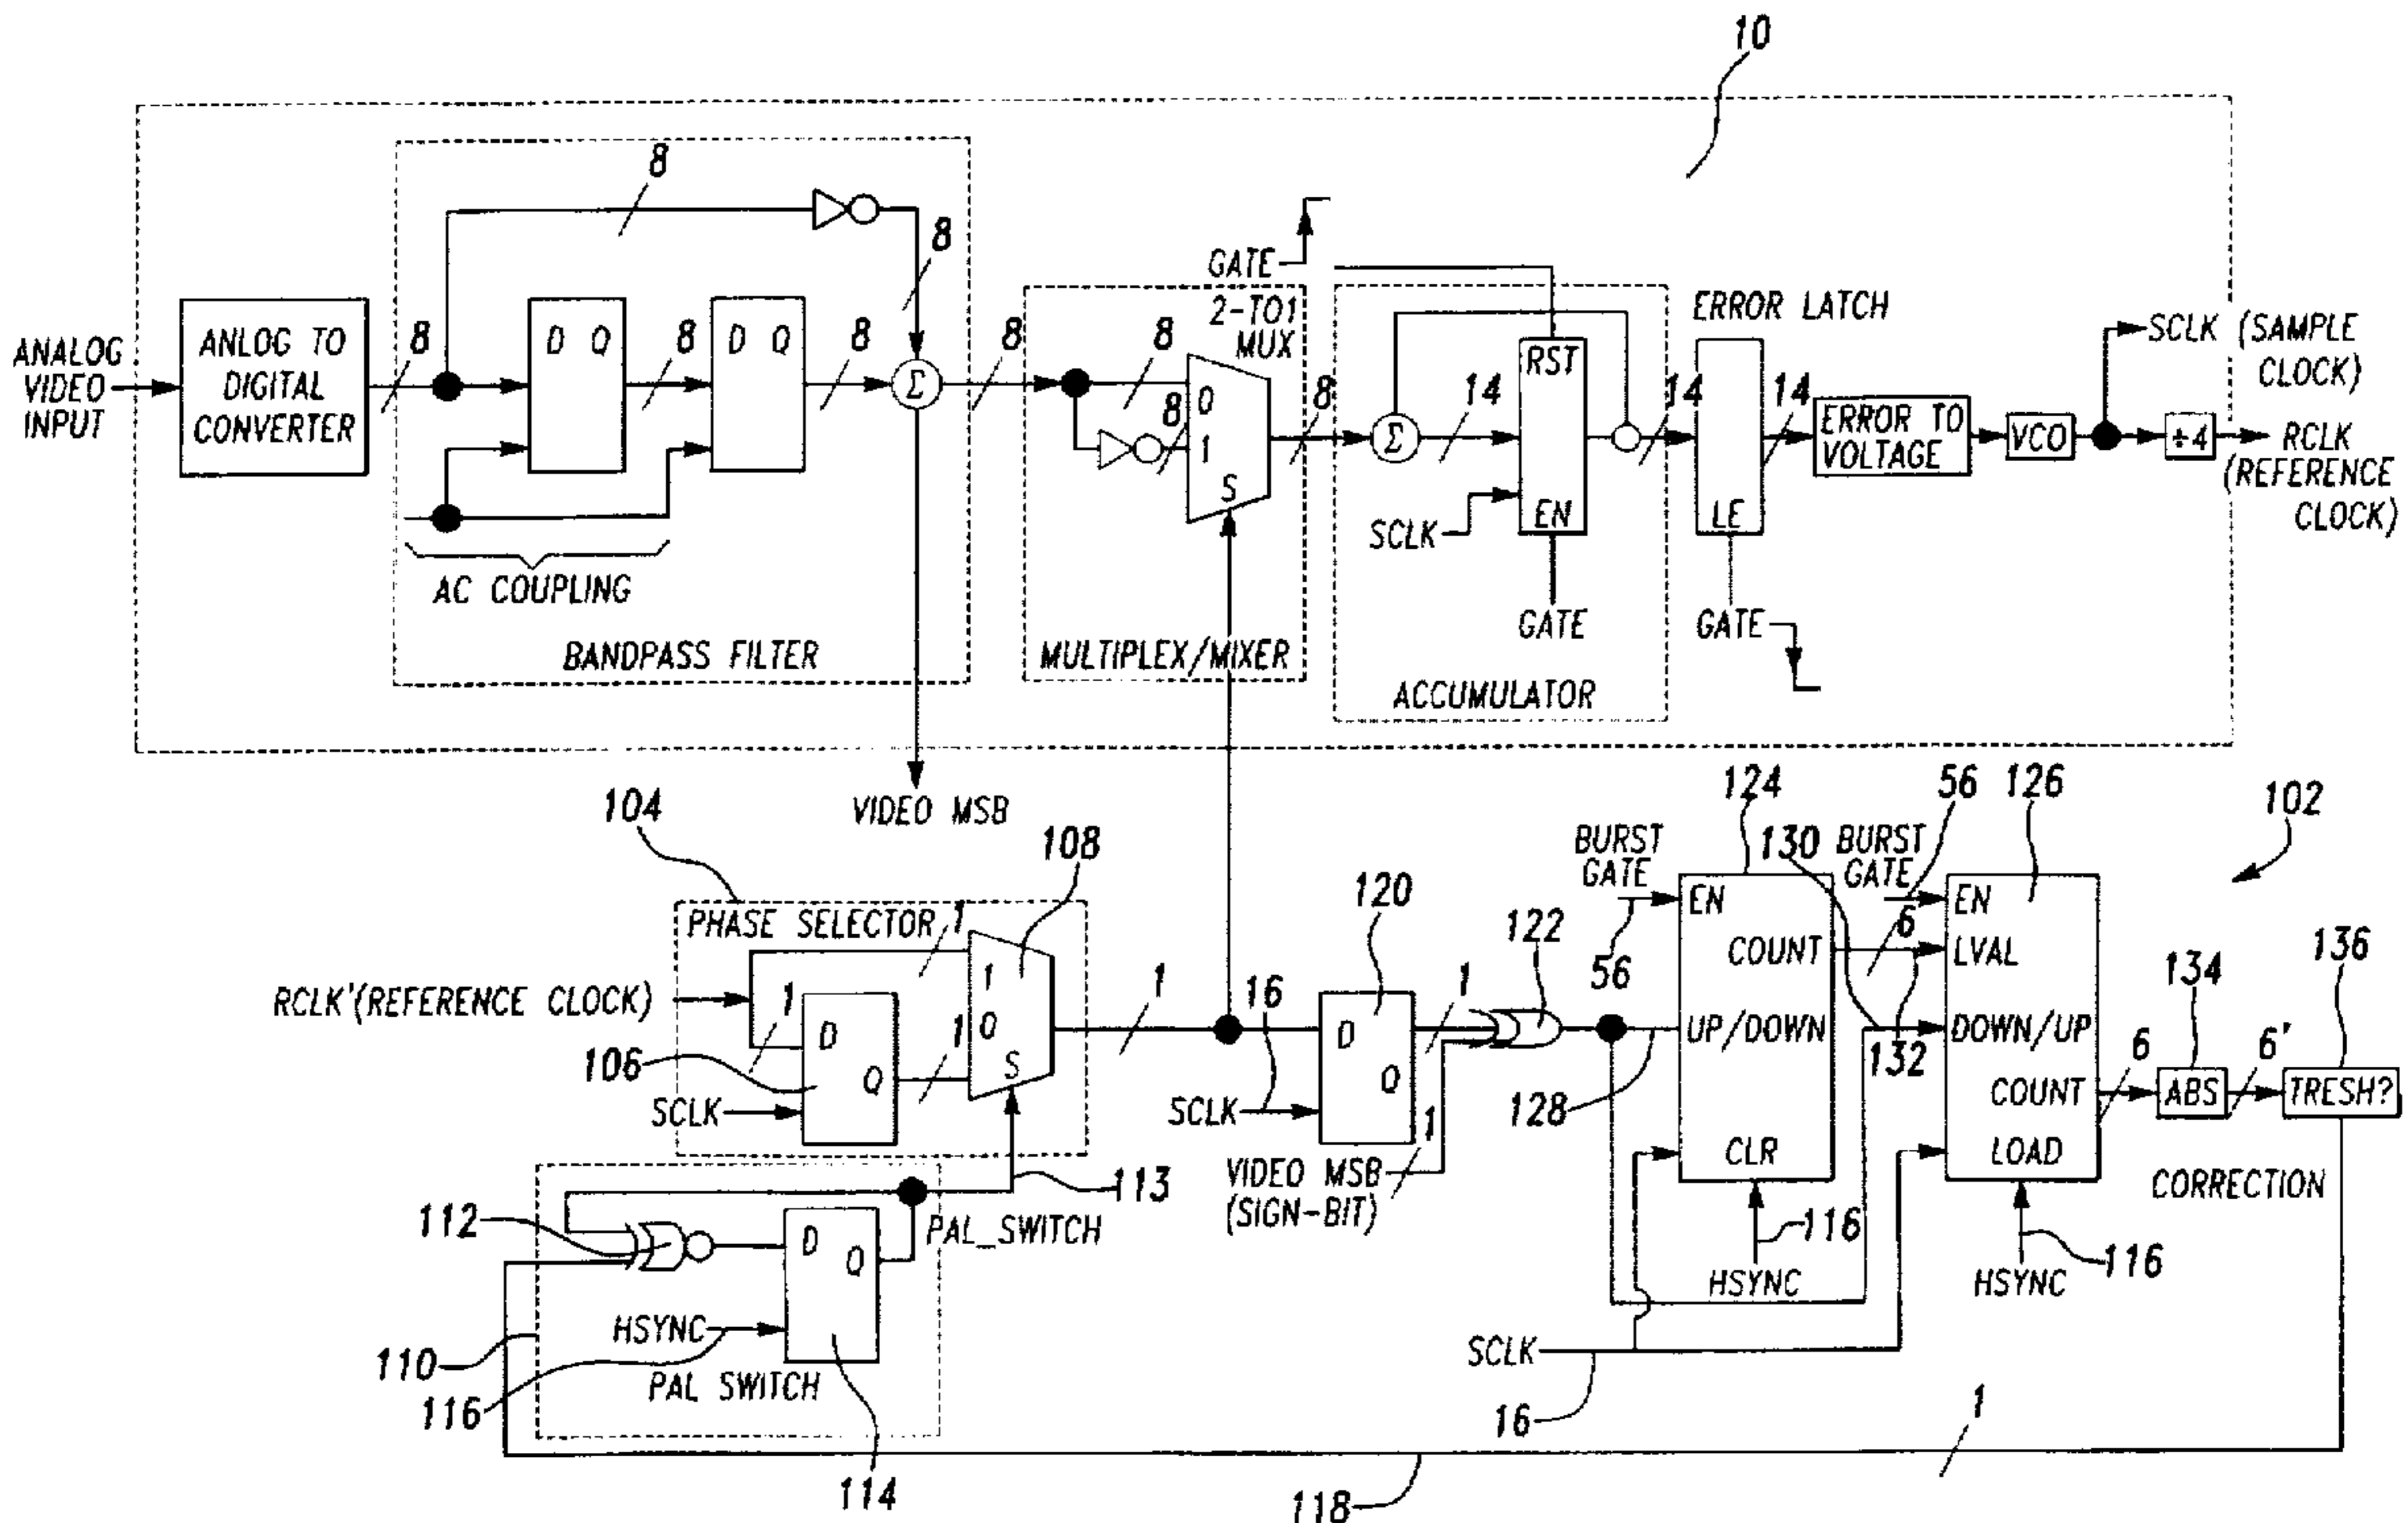 10
8
8
GATE
2-TO1
MUX
ERROR LATCH
SCLK (SAMPLE
CLOCK)
ANALOG
VIDEO
INPUT
ANLOG TO
DIGITAL
CONVERTER
8
D Q
8
D Q
8
Σ
8
8
8
0
1
S
8
Σ
14
RST
EN
SCLK
14
LE
14
ERROR TO
VOLTAGE
VCO
÷4
RCLK
(REFERENCE
CLOCK)
AC COUPLING
BANDPASS FILTER
MULTIPLEX/MIXER
GATE
GATE
ACCUMULATOR
VIDEO MSB
104
108
124
56
126
102
BURST
GATE
130
BURST
GATE
PHASE SELECTOR
1
120
122
EN
COUNT
UP/DOWN
CLR
56
6
EN
LVAL
DOWN/UP
COUNT
LOAD
134
136
RCLK'(REFERENCE CLOCK)
1
D
Q
1
1
0
S
1
16
D
Q
1
132
6
ABS
6'
TRESH?
106
SCLK
SCLK
128
1
VIDEO MSB
(SIGN-BIT)
CORRECTION
113
112
PAL_SWITCH
D
Q
116
HSYNC
116
HSYNC
110
HSYNC
116
PAL SWITCH
SCLK
16
1
114
118